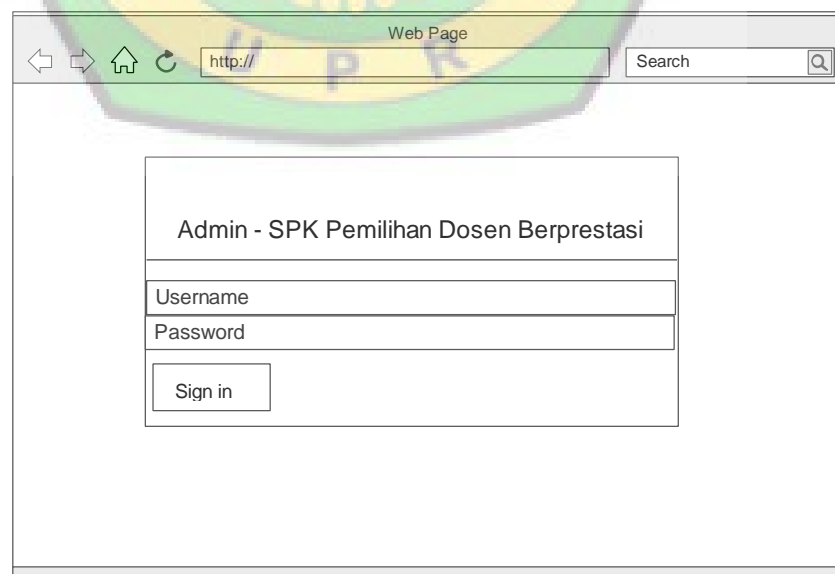 Web Page
http://
Search
U P R
Admin - SPK Pemilihan Dosen Berprestasi
Username
Password
Sign in